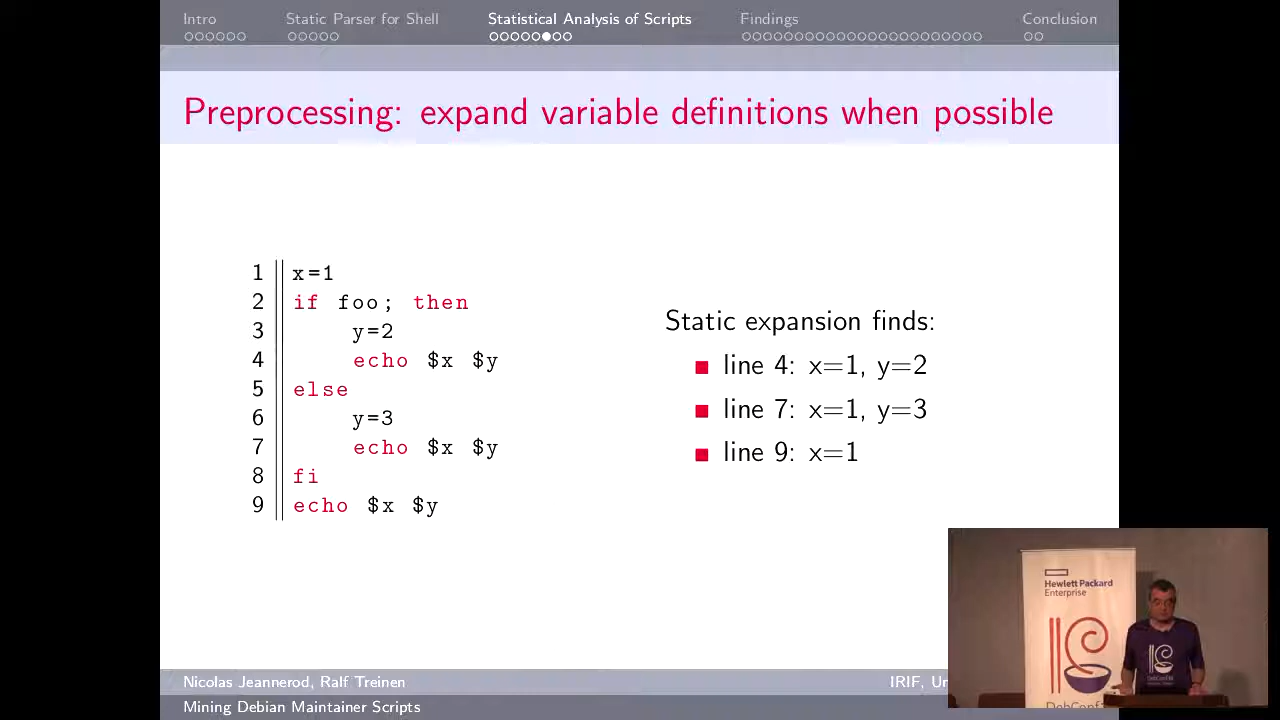 Intro Static Parser for Shell Statistical Analysis of Scripts Findings Conclusion
Preprocessing: expand variable definitions when possible
1 x=1
2 if foo; then
3 y=2
4 echo $x $y
5 else
6 y=3
7 echo $x $y
8 fi
9 echo $x $y
Static expansion finds:
line 4: x=1, y=2
line 7: x=1, y=3
line 9: x=1
Hewlett Packard
Enterprise
Nicolas Jeannerod, Ralf Treinen IRIF,
Mining Debian Maintainer Scripts